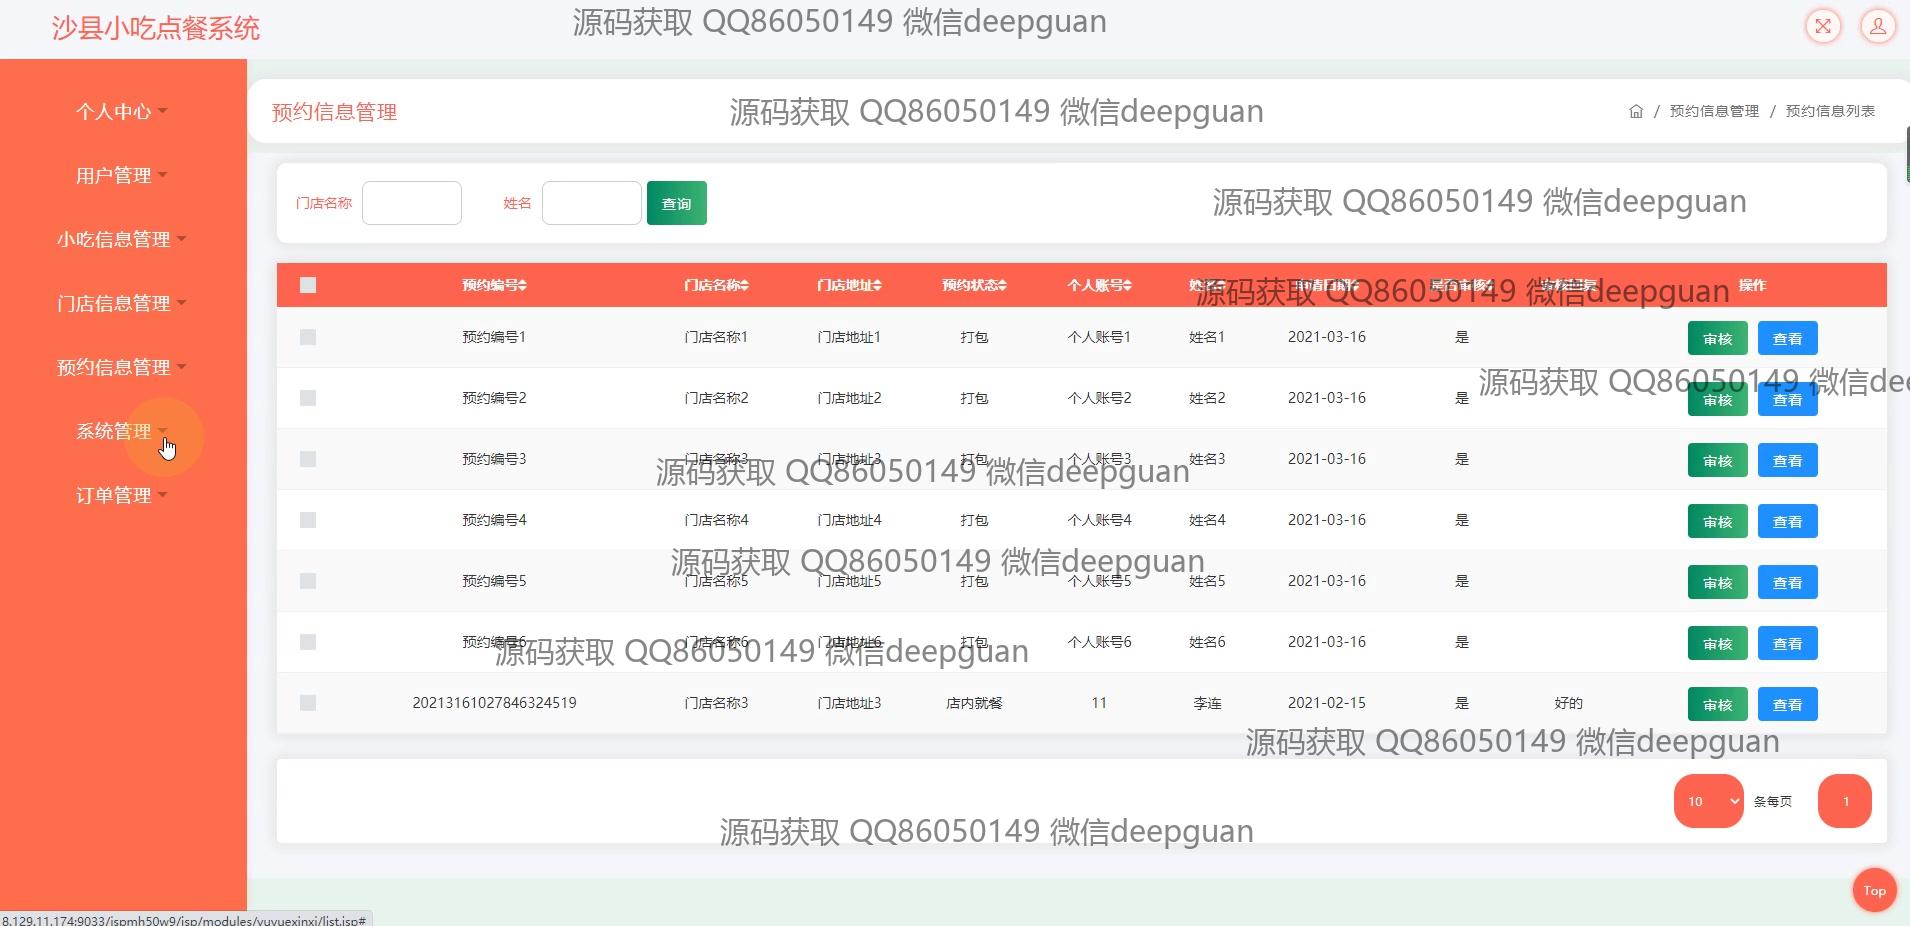 沙县小吃点餐系统
源码获取 QQ86050149 微信deepguan
个人中心
用户管理
小吃信息管理
门店信息管理
预约信息管理
系统管理
订单管理
预约信息管理
源码获取 QQ86050149 微信deepguan
/ 预约信息管理 / 预约信息列表
门店名称 姓名 查询
源码获取 QQ86050149 微信deepguan
预约编号 门店名称 门店地址 预约状态 个人账号 姓名 申请日期 是否审核 审核回复 操作
源码获取 QQ86050149 微信deepguan
预约编号1 门店名称1 门店地址1 打包 个人账号1 姓名1 2021-03-16 是 审核 查看
源码获取 QQ86050149 微信dee
预约编号2 门店名称2 门店地址2 打包 个人账号2 姓名2 2021-03-16 是 审核 查看
预约编号3 门店名称3 门店地址3 打包 个人账号3 姓名3 2021-03-16 是 审核 查看
源码获取 QQ86050149 微信deepguan
预约编号4 门店名称4 门店地址4 打包 个人账号4 姓名4 2021-03-16 是 审核 查看
源码获取 QQ86050149 微信deepguan
预约编号5 门店名称5 门店地址5 打包 个人账号5 姓名5 2021-03-16 是 审核 查看
预约编号6 门店名称6 门店地址6 打包 个人账号6 姓名6 2021-03-16 是 审核 查看
源码获取 QQ86050149 微信deepguan
20213161027846324519 门店名称3 门店地址3 店内就餐 11 李连 2021-02-15 是 好的 审核 查看
源码获取 QQ86050149 微信deepguan
10 条每页 1
源码获取 QQ86050149 微信deepguan
Top
8.129.11.174:9033/jspmh50w9/jsp/modules/yuyuexinxi/list.jsp#